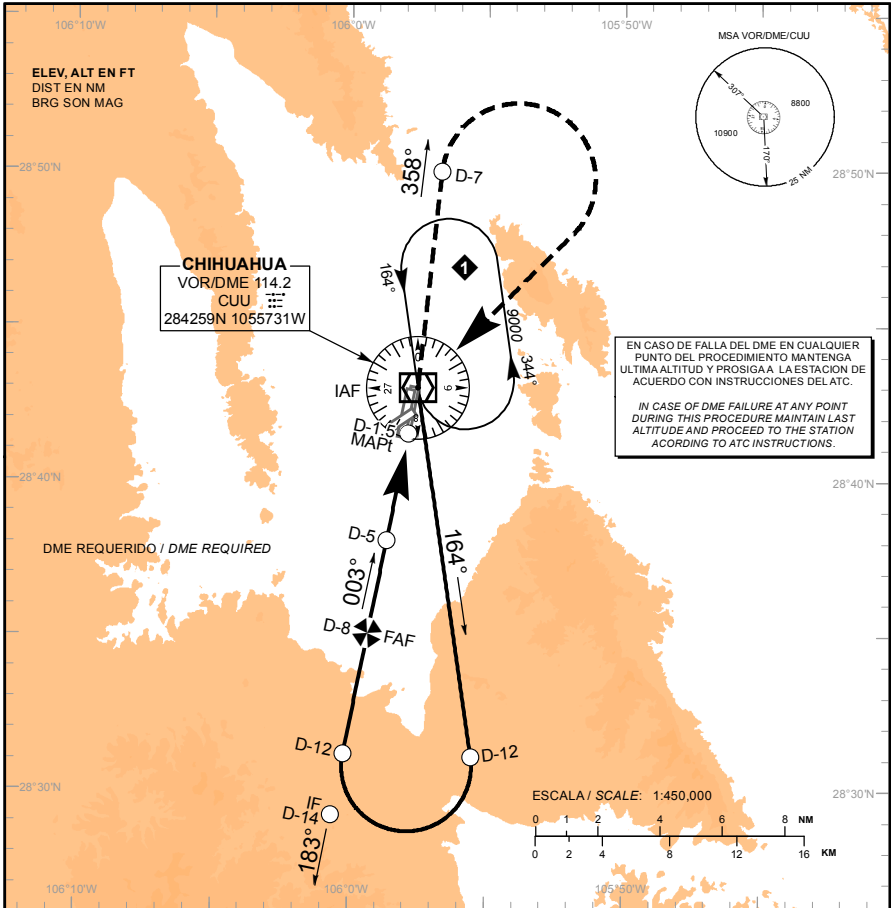 106°10'W
106°0'W
105°50'W
ELEV, ALT EN FT
DIST EN NM
BRG SON MAG
MSA VOR/DME/CUU
307°
8800
10900
170°
25 NM
28°50'N
28°50'N
358°
D-7
1
164°
CHIHUAHUA
VOR/DME 114.2
CUU
284259N 1055731W
9000
344°
IAF
0
27
9
18
D-1.5
MAPt
EN CASO DE FALLA DEL DME EN CUALQUIER
PUNTO DEL PROCEDIMIENTO MANTENGA
ULTIMA ALTITUD Y PROSIGA A LA ESTACION DE
ACUERDO CON INSTRUCCIONES DEL ATC.
IN CASE OF DME FAILURE AT ANY POINT
DURING THIS PROCEDURE MAINTAIN LAST
ALTITUDE AND PROCEED TO THE STATION
ACORDING TO ATC INSTRUCTIONS.
28°40'N
28°40'N
DME REQUERIDO / DME REQUIRED
D-5
003°
164°
D-8
FAF
D-12
D-12
28°30'N
28°30'N
IF
D-14
183°
ESCALA / SCALE: 1:450,000
0 1 2 4 6 8 NM
0 2 4 8 12 16 KM
106°10'W
106°0'W
105°50'W